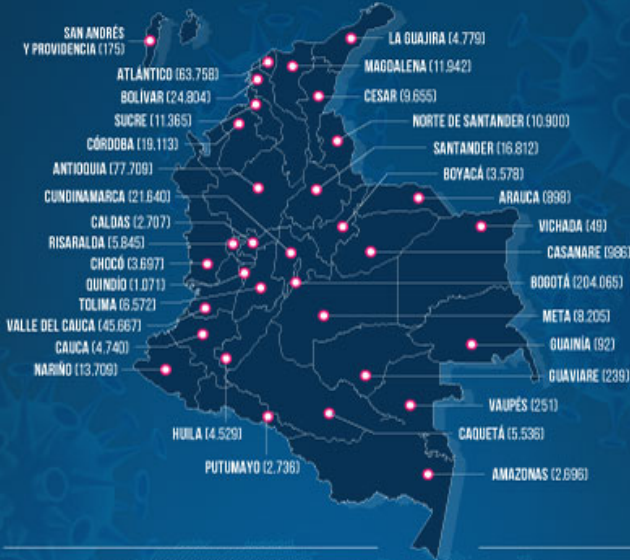 SAN ANDRÉS
Y PROVIDENCIA (175)
ATLÁNTICO (63.758)
BOLÍVAR (24.804)
SUCRE (11.365)
CÓRDOBA (19.113)
ANTIOQUIA (77.709)
CUNDINAMARCA (21.640)
CALDAS (2.707)
RISARALDA (5.845)
CHOCÓ (3.697)
QUINDÍO (1.071)
TOLIMA (6.572)
VALLE DEL CAUCA (45.667)
CAUCA (4.740)
NARIÑO (13.709)
HUILA (4.529)
PUTUMAYO (2.736)
LA GUAJIRA (4.779)
MAGDALENA (11.942)
CESAR (9.655)
NORTE DE SANTANDER (10.900)
SANTANDER (16.812)
BOYACÁ (3.578)
ARAUCA (898)
VICHADA (49)
CASANARE (986)
BOGOTÁ (204.065)
META (8.205)
GUAINÍA (92)
GUAVIARE (239)
VAUPÉS (251)
CAQUETÁ (5.536)
AMAZONAS (2.696)